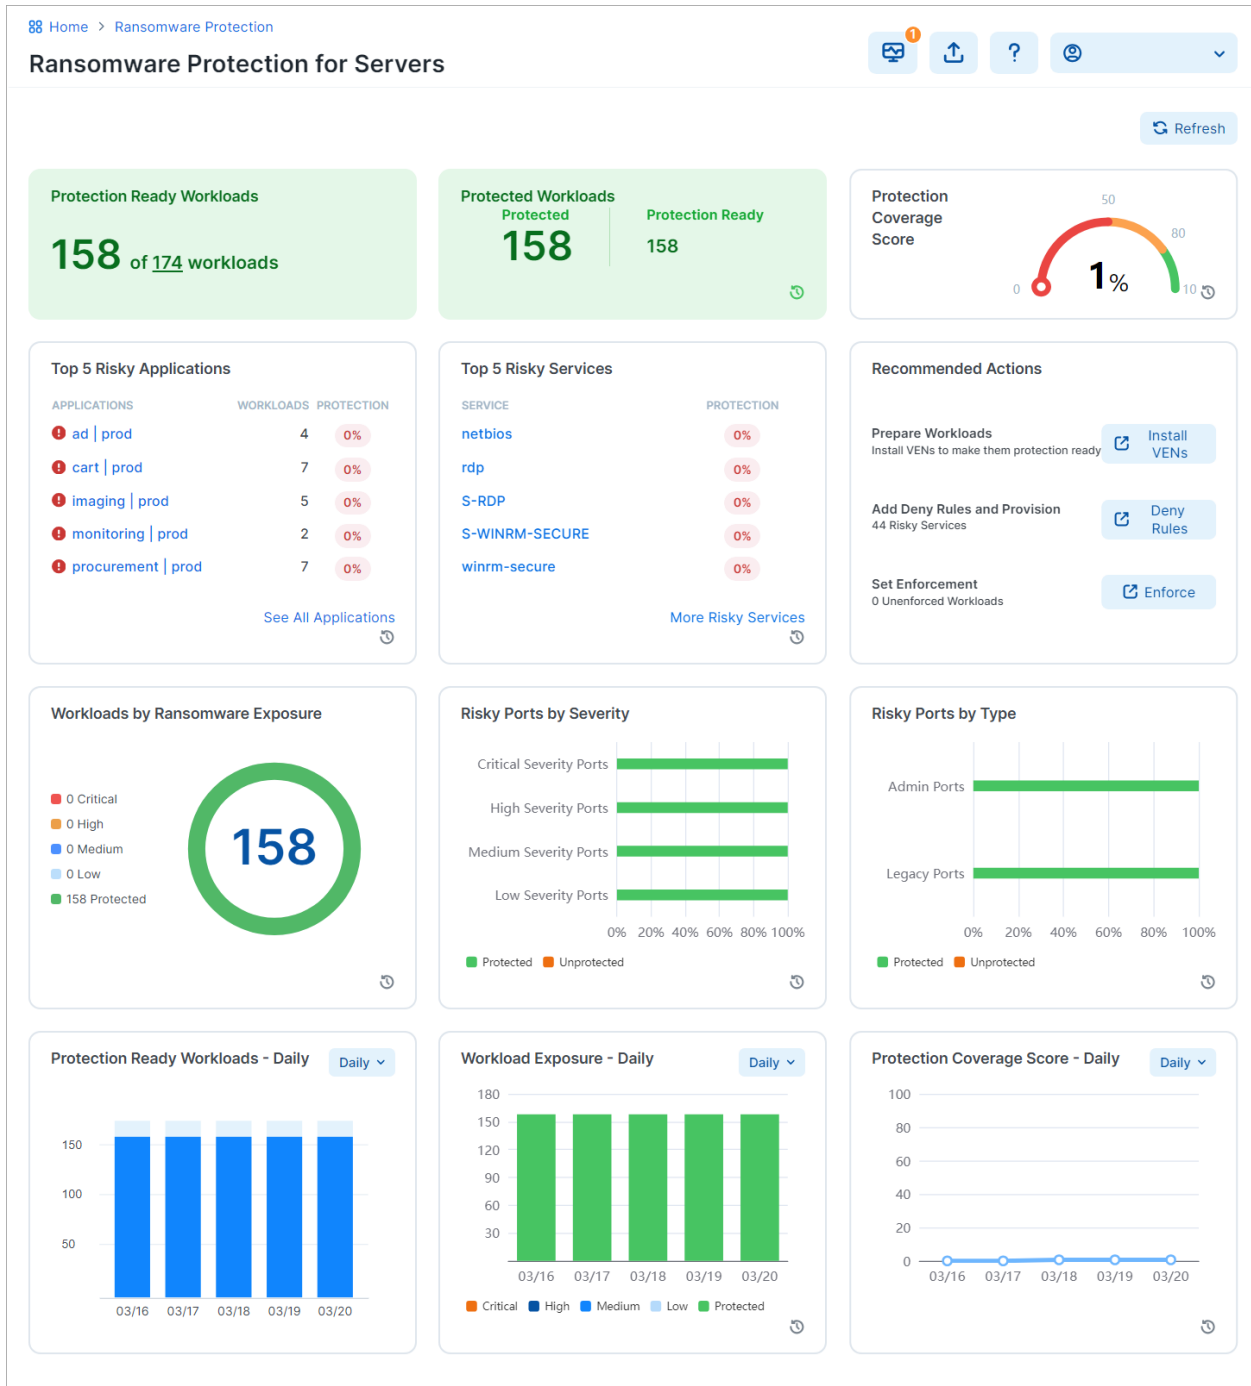 Home > Ransomware Protection
Ransomware Protection for Servers
1
?
Refresh
Protection Ready Workloads
158 of 174 workloads
Protected Workloads
Protected
158
Protection Ready
158
Protection
Coverage
Score
0
50
80
10
1%
Top 5 Risky Applications
APPLICATIONS WORKLOADS PROTECTION
ad | prod 4 0%
cart | prod 7 0%
imaging | prod 5 0%
monitoring | prod 2 0%
procurement | prod 7 0%
See All Applications
Top 5 Risky Services
SERVICE PROTECTION
netbios 0%
rdp 0%
S-RDP 0%
S-WINRM-SECURE 0%
winrm-secure 0%
More Risky Services
Recommended Actions
Prepare Workloads
Install VENs to make them protection ready
Install
VENs
Add Deny Rules and Provision
44 Risky Services
Deny
Rules
Set Enforcement
0 Unenforced Workloads
Enforce
Workloads by Ransomware Exposure
0 Critical
0 High
0 Medium
0 Low
158 Protected
158
Risky Ports by Severity
Critical Severity Ports
High Severity Ports
Medium Severity Ports
Low Severity Ports
0% 20% 40% 60% 80% 100%
Protected Unprotected
Risky Ports by Type
Admin Ports
Legacy Ports
0% 20% 40% 60% 80% 100%
Protected Unprotected
Protection Ready Workloads - Daily
Daily
150
100
50
03/16 03/17 03/18 03/19 03/20
Workload Exposure - Daily
Daily
180
150
120
90
60
30
03/16 03/17 03/18 03/19 03/20
Critical High Medium Low Protected
Protection Coverage Score - Daily
Daily
100
80
60
40
20
0
03/16 03/17 03/18 03/19 03/20